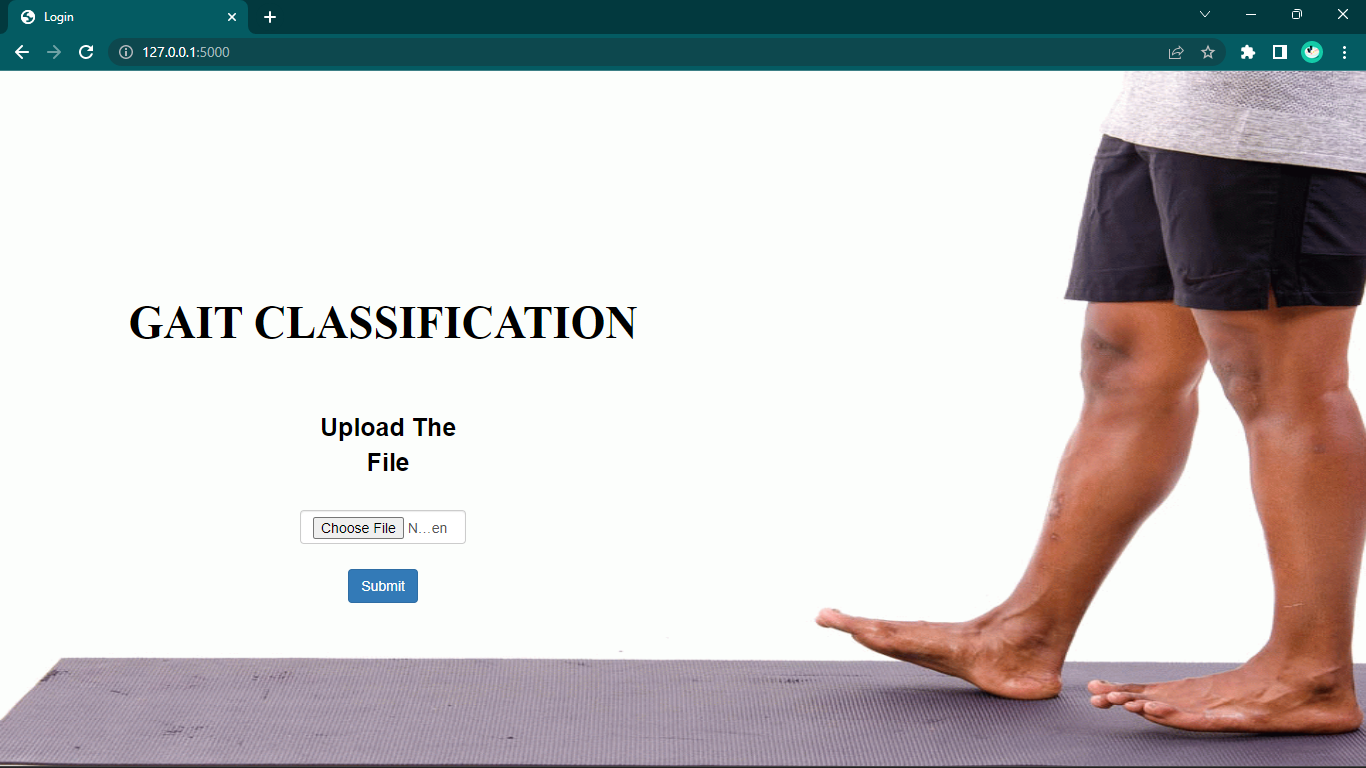 Login
127.0.0.1:5000
GAIT CLASSIFICATION
Upload The
File
Choose File N...en
Submit